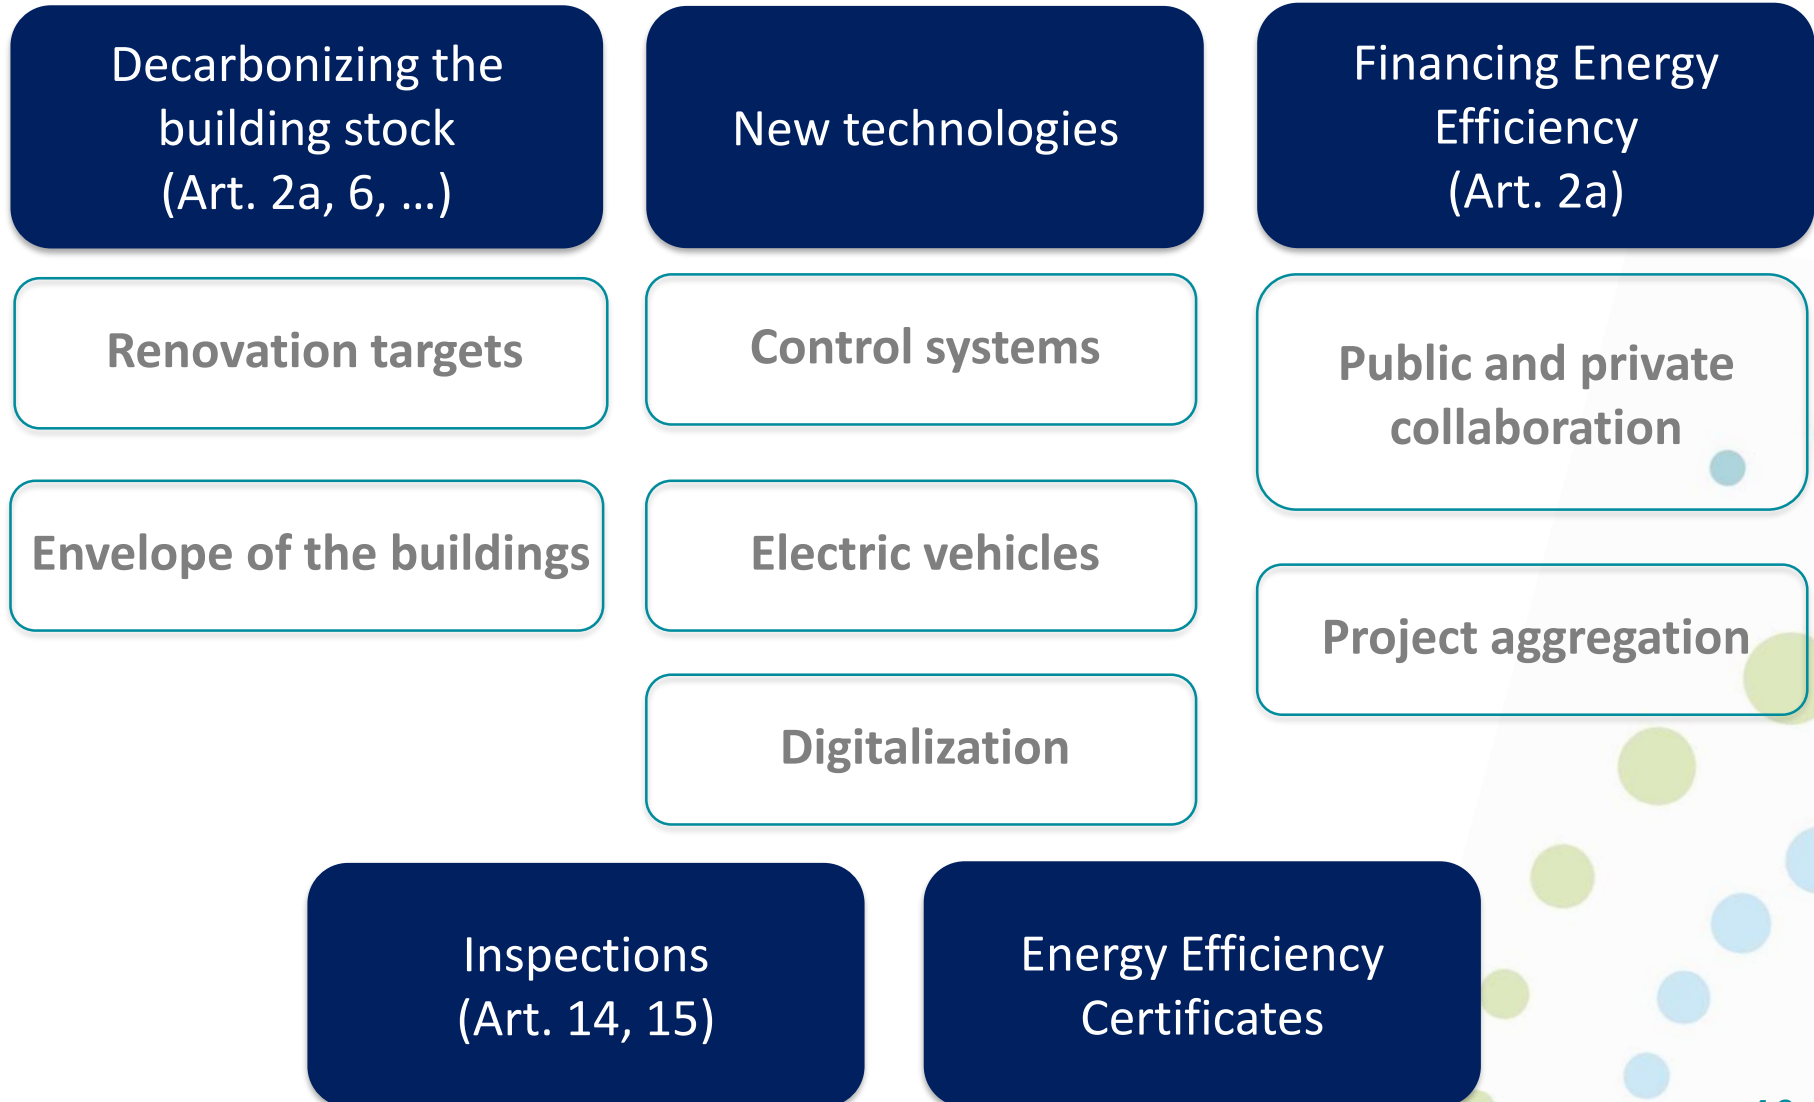 Decarbonizing the
building stock
(Art. 2a, 6, ...)
Renovation targets
Envelope of the buildings
New technologies
Control systems
Electric vehicles
Digitalization
Financing Energy
Efficiency
(Art. 2a)
Public and private
collaboration
Project aggregation
Inspections
(Art. 14, 15)
Energy Efficiency
Certificates